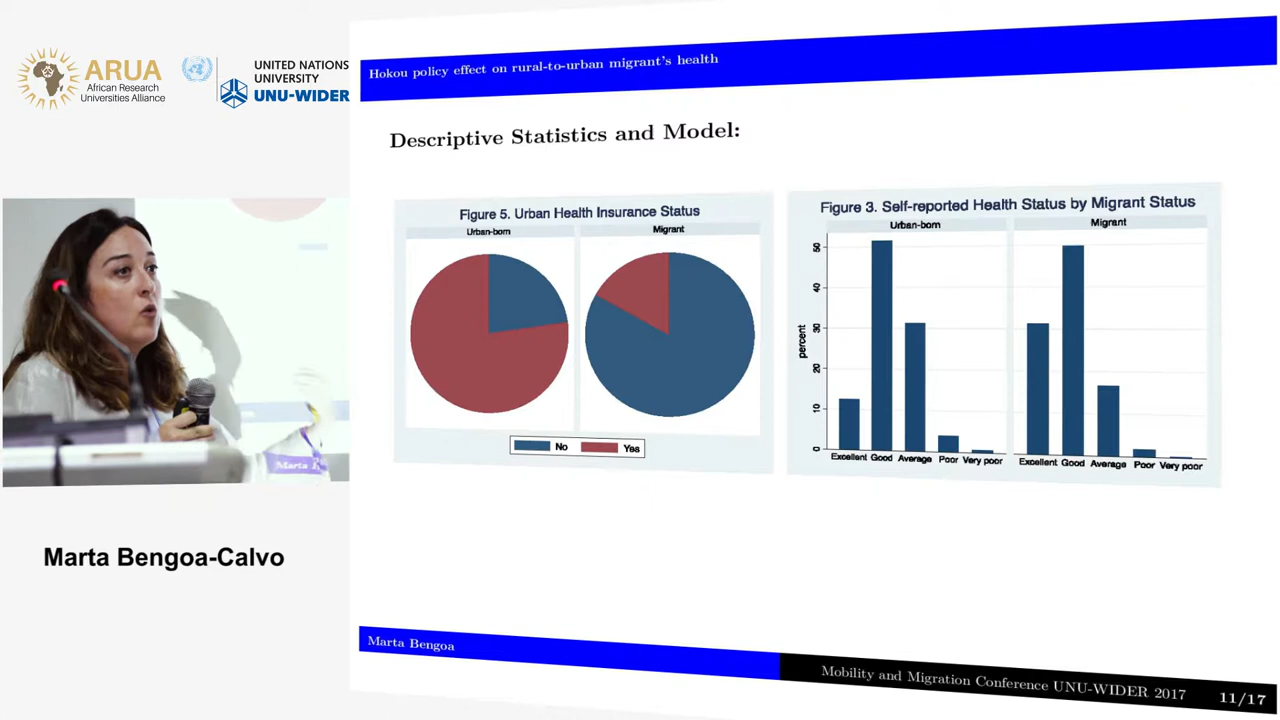 ARUA
African Research
Universities Alliance
UNITED NATIONS
UNIVERSITY
UNU-WIDER
Hokou policy effect on rural-to-urban migrant's health
Descriptive Statistics and Model:
Figure 5. Urban Health Insurance Status
Urban-born
Migrant
No
Yes
Figure 3. Self-reported Health Status by Migrant Status
Urban-born
Migrant
percent
50
40
30
20
10
0
Excellent Good Average Poor Very poor
Excellent Good Average Poor Very poor
Marta
Marta Bengoa-Calvo
Marta Bengoa
Mobility and Migration Conference UNU-WIDER 2017
11/17